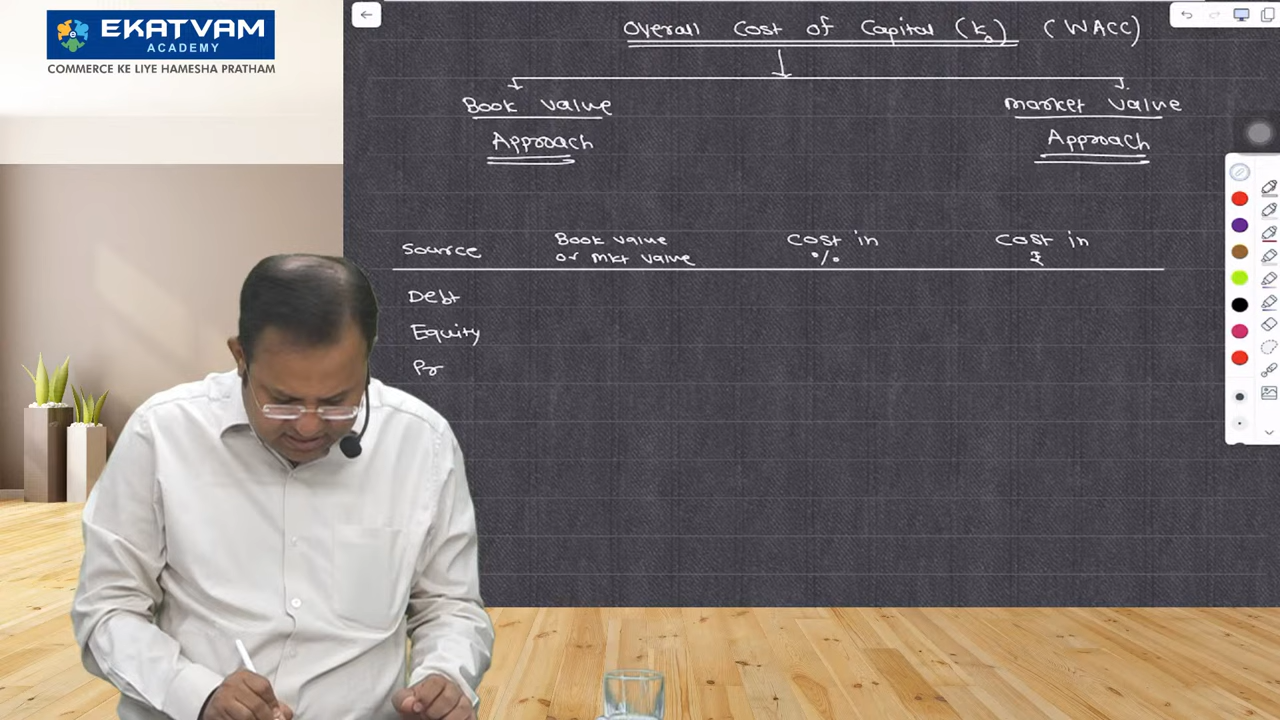 EKATVAM
ACADEMY
COMMERCE KE LIYE HAMESHA PRATHAM
Overall Cost of Capital (Ko) (WACC)
Book value
Approach
Market value
Approach
Source
Book value
or Mkt value
Cost in
%
Cost in
₹
Debt
Equity
Pr